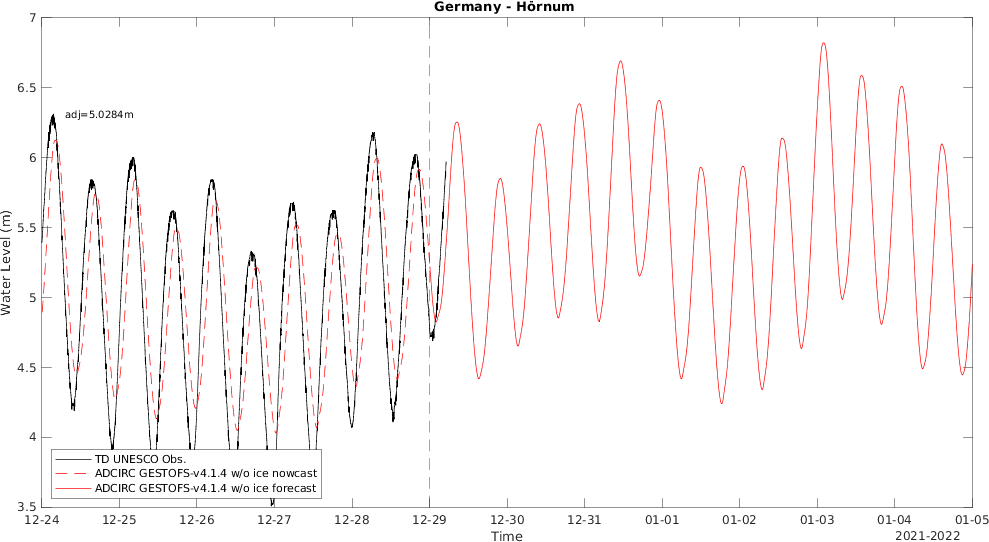 Germany - Hörnum
7
6.5
6
5.5
5
4.5
4
3.5
Water Level (m)
adj=5.0284m
TD UNESCO Obs.
ADCIRC GESTOFS-v4.1.4 w/o ice nowcast
ADCIRC GESTOFS-v4.1.4 w/o ice forecast
12-24 12-25 12-26 12-27 12-28 12-29 12-30 12-31 01-01 01-02 01-03 01-04 01-05
Time
2021-2022